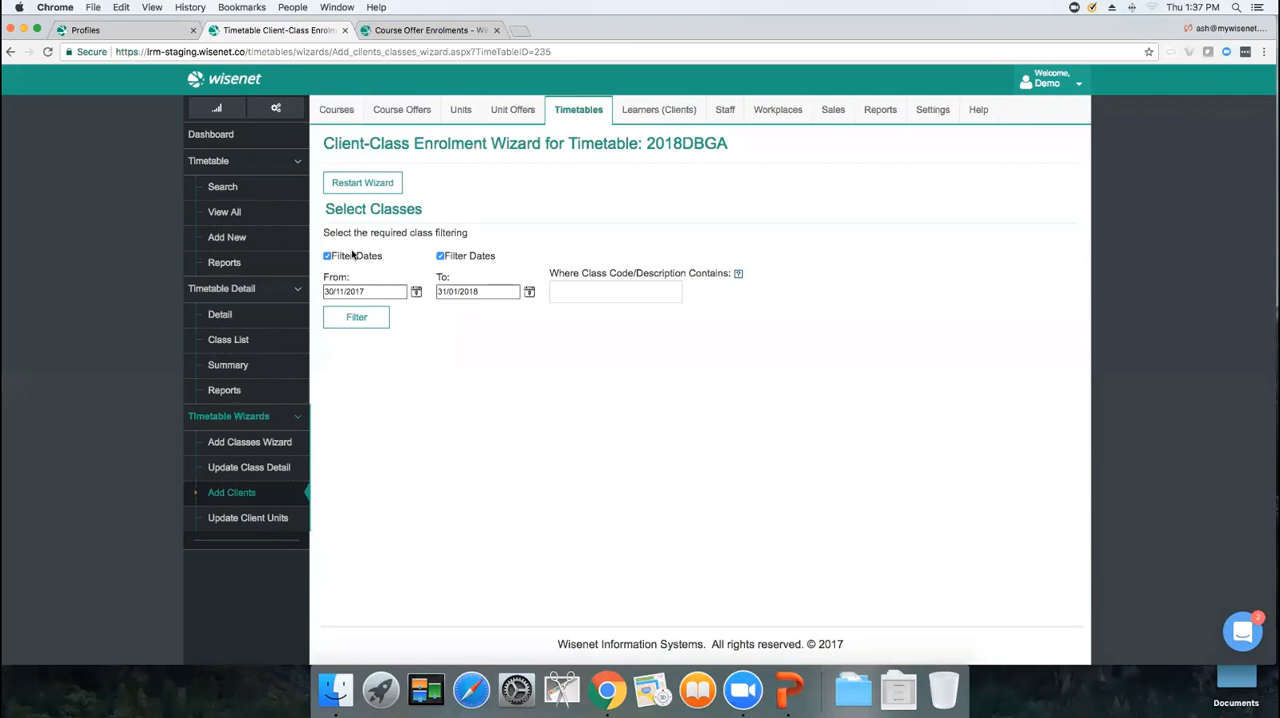 Chrome File Edit View History Bookmarks People Window Help Thu 1:37 PM
Profiles Timetable Client-Class Enrolm Course Offer Enrolments - Wi
ash@mywisenet....
Secure https://lrm-staging.wisenet.co/timetables/wizards/Add_clients_classes_wizard.aspx?TimeTableID=235
wisenet
Welcome,
Demo
Courses Course Offers Units Unit Offers Timetables Learners (Clients) Staff Workplaces Sales Reports Settings Help
Dashboard
Timetable
Search
View All
Add New
Reports
Timetable Detail
Detail
Class List
Summary
Reports
Timetable Wizards
Add Classes Wizard
Update Class Detail
Add Clients
Update Client Units
Client-Class Enrolment Wizard for Timetable: 2018DBGA
Restart Wizard
Select Classes
Select the required class filtering
Filter Dates Filter Dates
From: To: Where Class Code/Description Contains: ?
30/11/2017 31/01/2018
Filter
Wisenet Information Systems. All rights reserved. © 2017
2
Documents